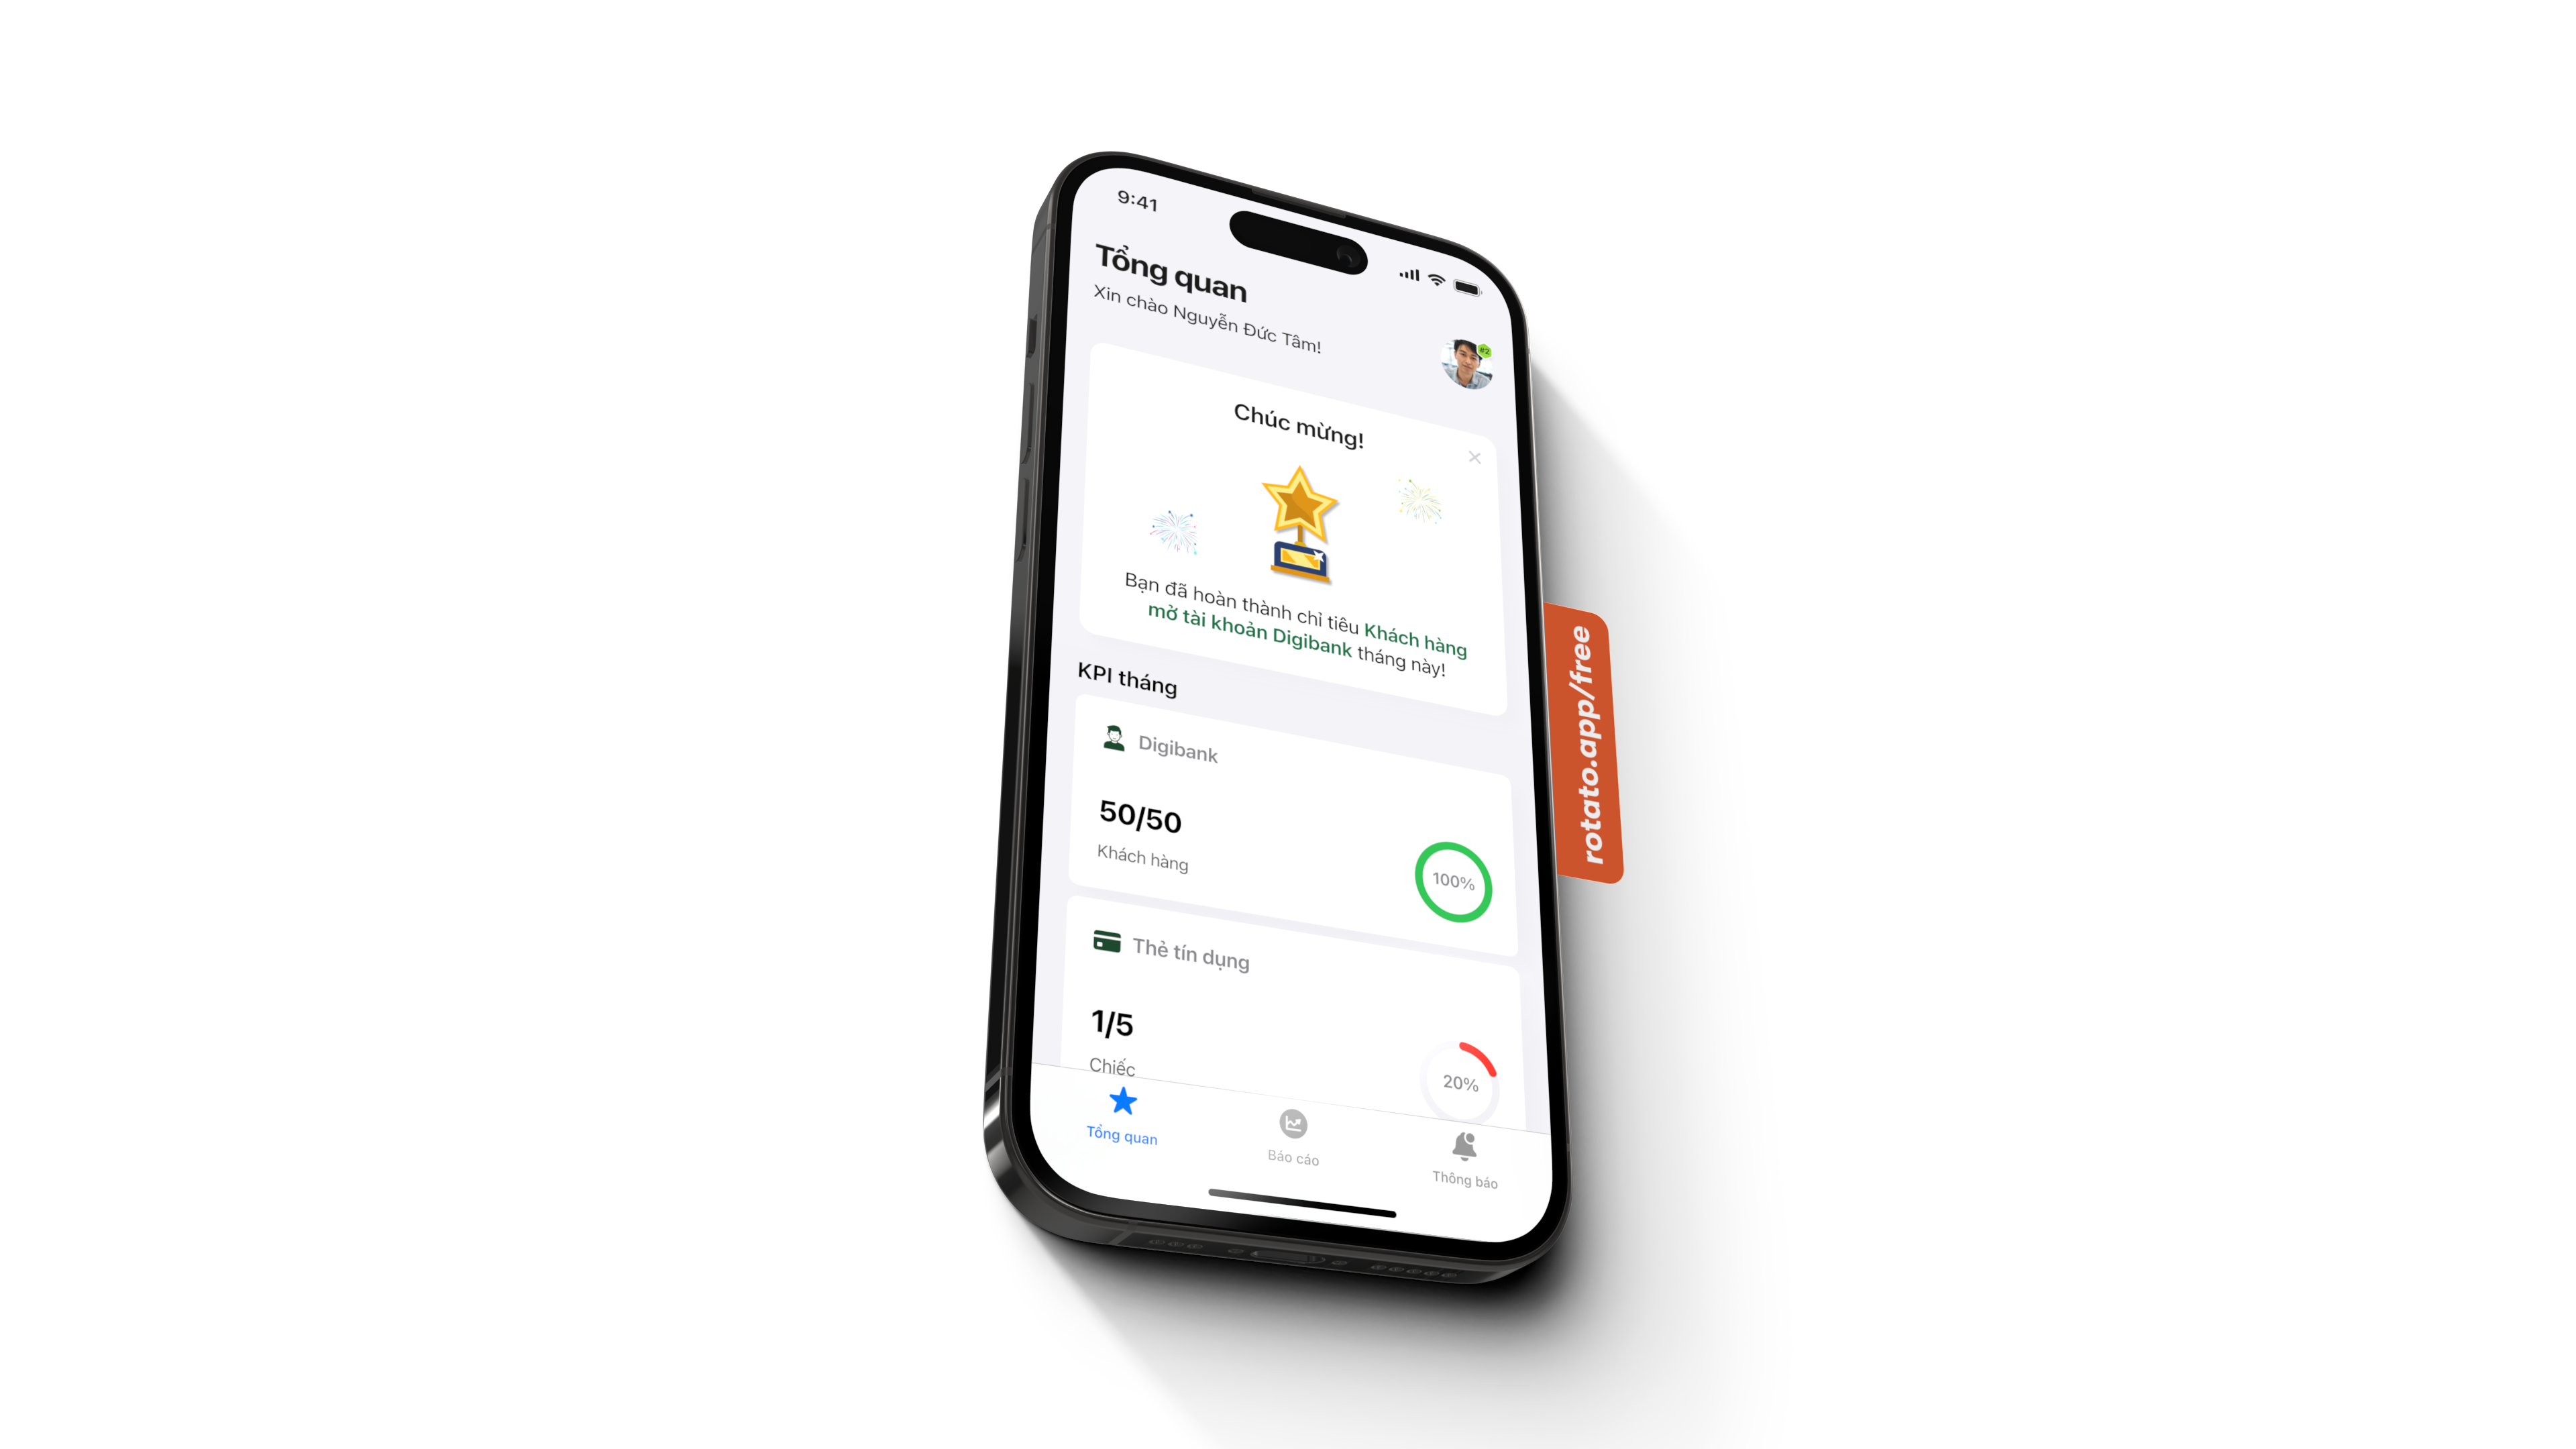 9:41
Tổng quan
Xin chào Nguyễn Đức Tâm!
#2
Chúc mừng!
Bạn đã hoàn thành chỉ tiêu Khách hàng
mở tài khoản Digibank tháng này!
KPI tháng
Digibank
50/50
Khách hàng
100%
Thẻ tín dụng
1/5
Chiếc
20%
Tổng quan
Báo cáo
Thông báo
rotato.app/free